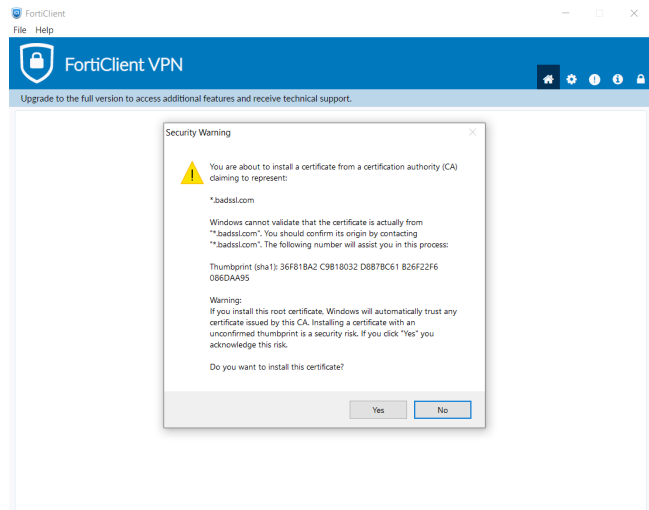 FortiClient
File Help
FortiClient VPN
Upgrade to the full version to access additional features and receive technical support.
Security Warning
You are about to install a certificate from a certification authority (CA)
claiming to represent:
*.badssl.com
Windows cannot validate that the certificate is actually from
"*.badssl.com". You should confirm its origin by contacting
"*.badssl.com". The following number will assist you in this process:
Thumbprint (sha1): 36F81BA2 C9B18032 D8B7BC61 B26F22F6
086DAA95
Warning:
If you install this root certificate, Windows will automatically trust any
certificate issued by this CA. Installing a certificate with an
unconfirmed thumbprint is a security risk. If you click "Yes" you
acknowledge this risk.
Do you want to install this certificate?
Yes No